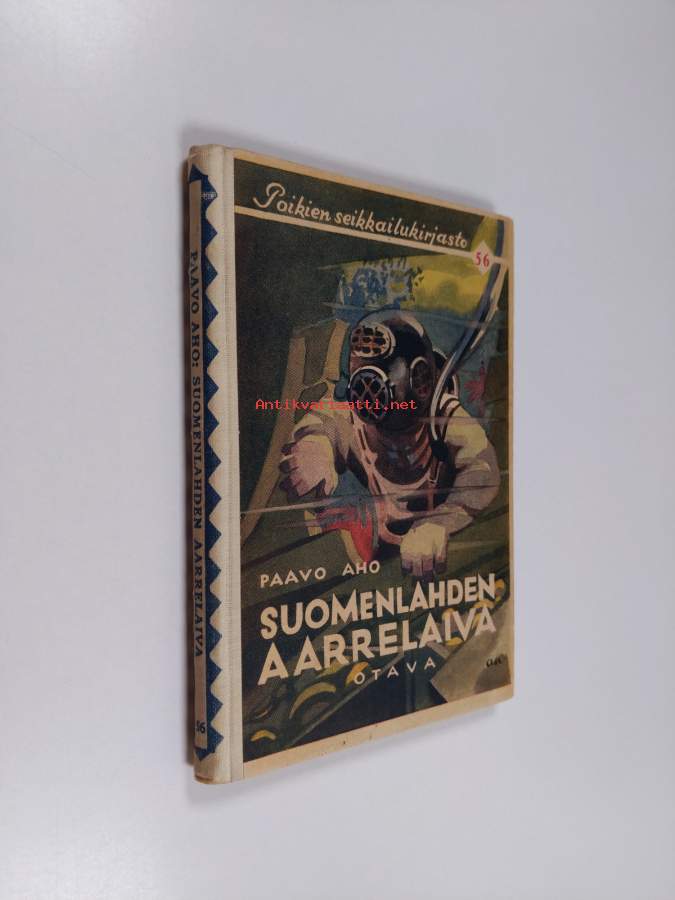 Poikien seikkailukirjasto
56
Antikvariaatti.net
PAAVO AHO
SUOMENLAHDEN
AARRELAIVA
OTAVA
PAAVO AHO: SUOMENLAHDEN AARRELAIVA
56